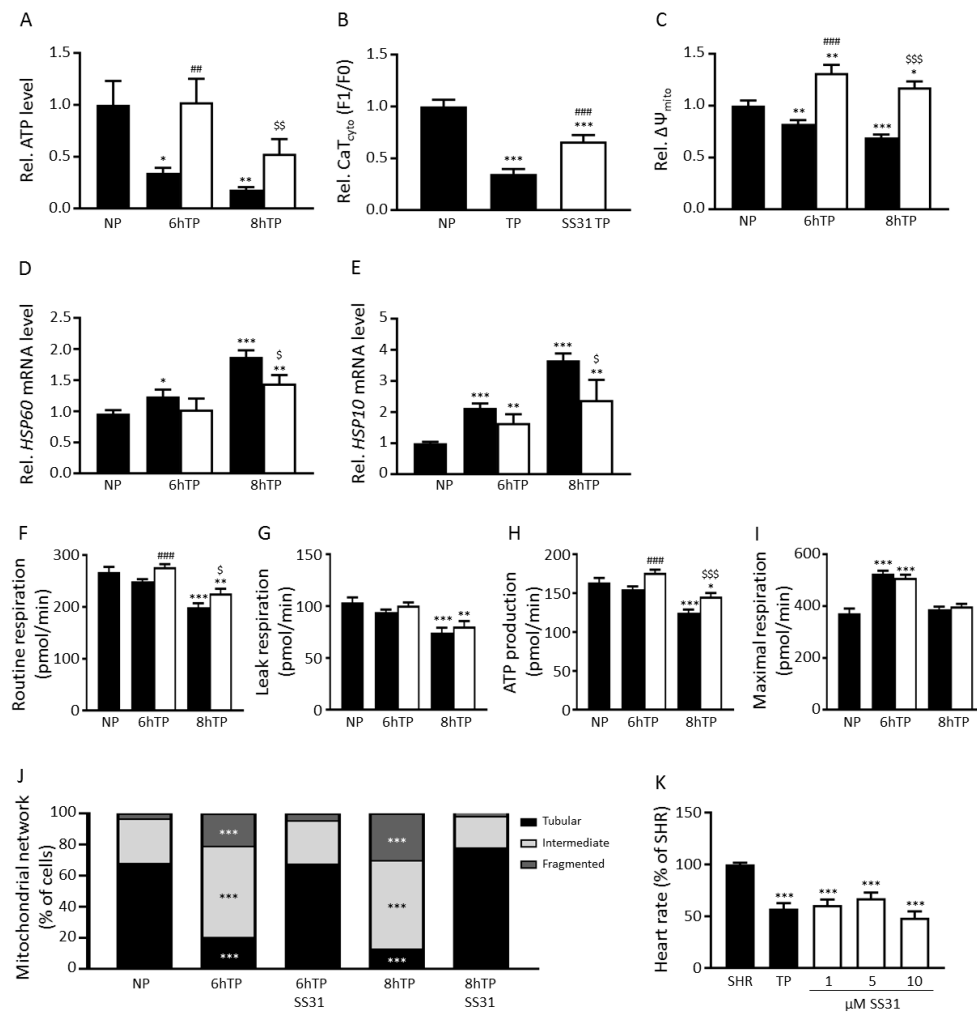 A
Rel. ATP level
1.5
1.0
0.5
0.0
*
##
**
$$
NP 6hTP 8hTP
B
Rel. CaTcyto (F1/F0)
1.5
1.0
0.5
0.0
***
###
***
NP TP SS31 TP
C
Rel. ΔΨmito
1.5
1.0
0.5
0.0
**
###
**
***
$$$
*
NP 6hTP 8hTP
D
Rel. HSP60 mRNA level
2.5
2.0
1.5
1.0
0.5
0.0
*
***
$
**
NP 6hTP 8hTP
E
Rel. HSP10 mRNA level
5
4
3
2
1
0
***
**
***
$
**
NP 6hTP 8hTP
F
Routine respiration
(pmol/min)
300
200
100
0
###
***
$
**
NP 6hTP 8hTP
G
Leak respiration
(pmol/min)
150
100
50
0
***
**
NP 6hTP 8hTP
H
ATP production
(pmol/min)
200
150
100
50
0
###
***
$$$
*
NP 6hTP 8hTP
I
Maximal respiration
(pmol/min)
600
400
200
0
***
***
NP 6hTP 8hTP
J
Mitochondrial network
(% of cells)
100
80
60
40
20
0
***
***
***
***
***
***
NP 6hTP 6hTP 8hTP 8hTP
SS31 SS31
Tubular
Intermediate
Fragmented
K
Heart rate (% of SHR)
150
100
50
0
***
***
***
***
SHR TP 1 5 10
μM SS31